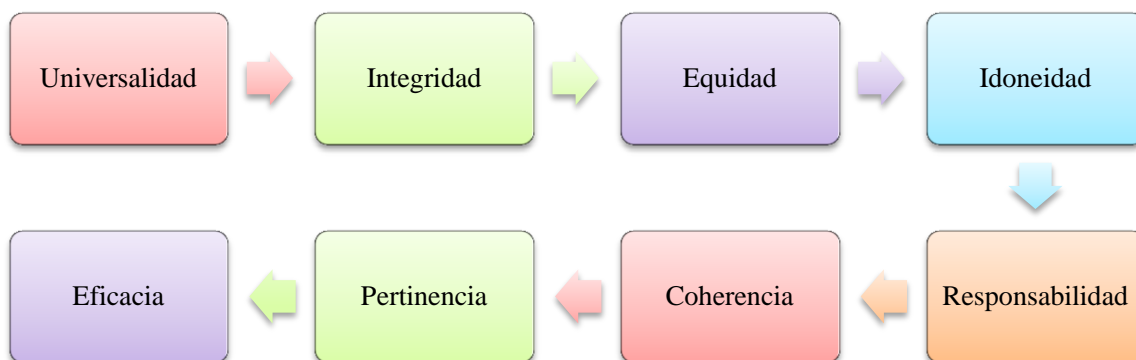 Universalidad
Integridad
Equidad
Idoneidad
Responsabilidad
Coherencia
Pertinencia
Eficacia